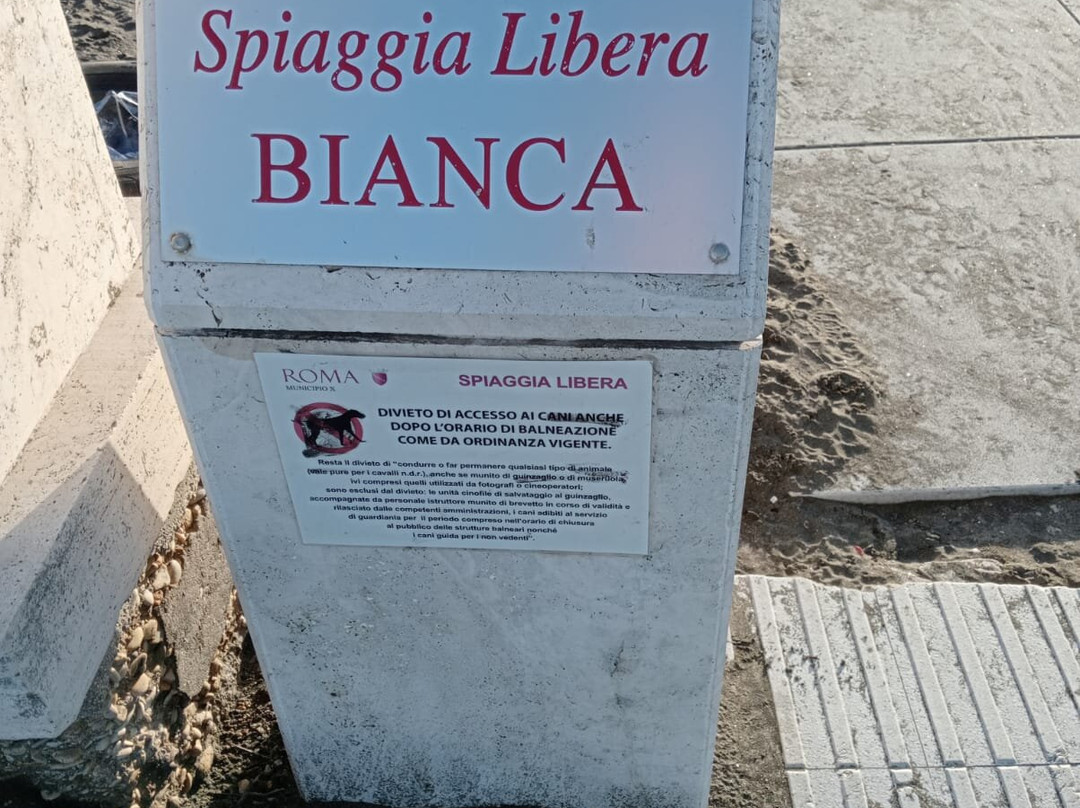 Spiaggia Libera
BIANCA
ROMA
MUNICIPIO X
SPIAGGIA LIBERA
DIVIETO DI ACCESSO AI CANI ANCHE
DOPO L'ORARIO DI BALNEAZIONE
COME DA ORDINANZA VIGENTE.
Resta il divieto di "condurre o far permanere qualsiasi tipo di animale
(vale pure per i cavalli n.d.r.), anche se munito di guinzaglio o di museruola,
ivi compresi quelli utilizzati da fotografi o cineoperatori;
sono esclusi dal divieto: le unità cinofile di salvataggio al guinzaglio,
accompagnate da personale istruttore munito di brevetto in corso di validità e
rilasciato dalle competenti amministrazioni, i cani adibiti al servizio
di guardiania per il periodo compreso nell'orario di chiusura
al pubblico delle strutture balneari nonché
i cani guida per i non vedenti".